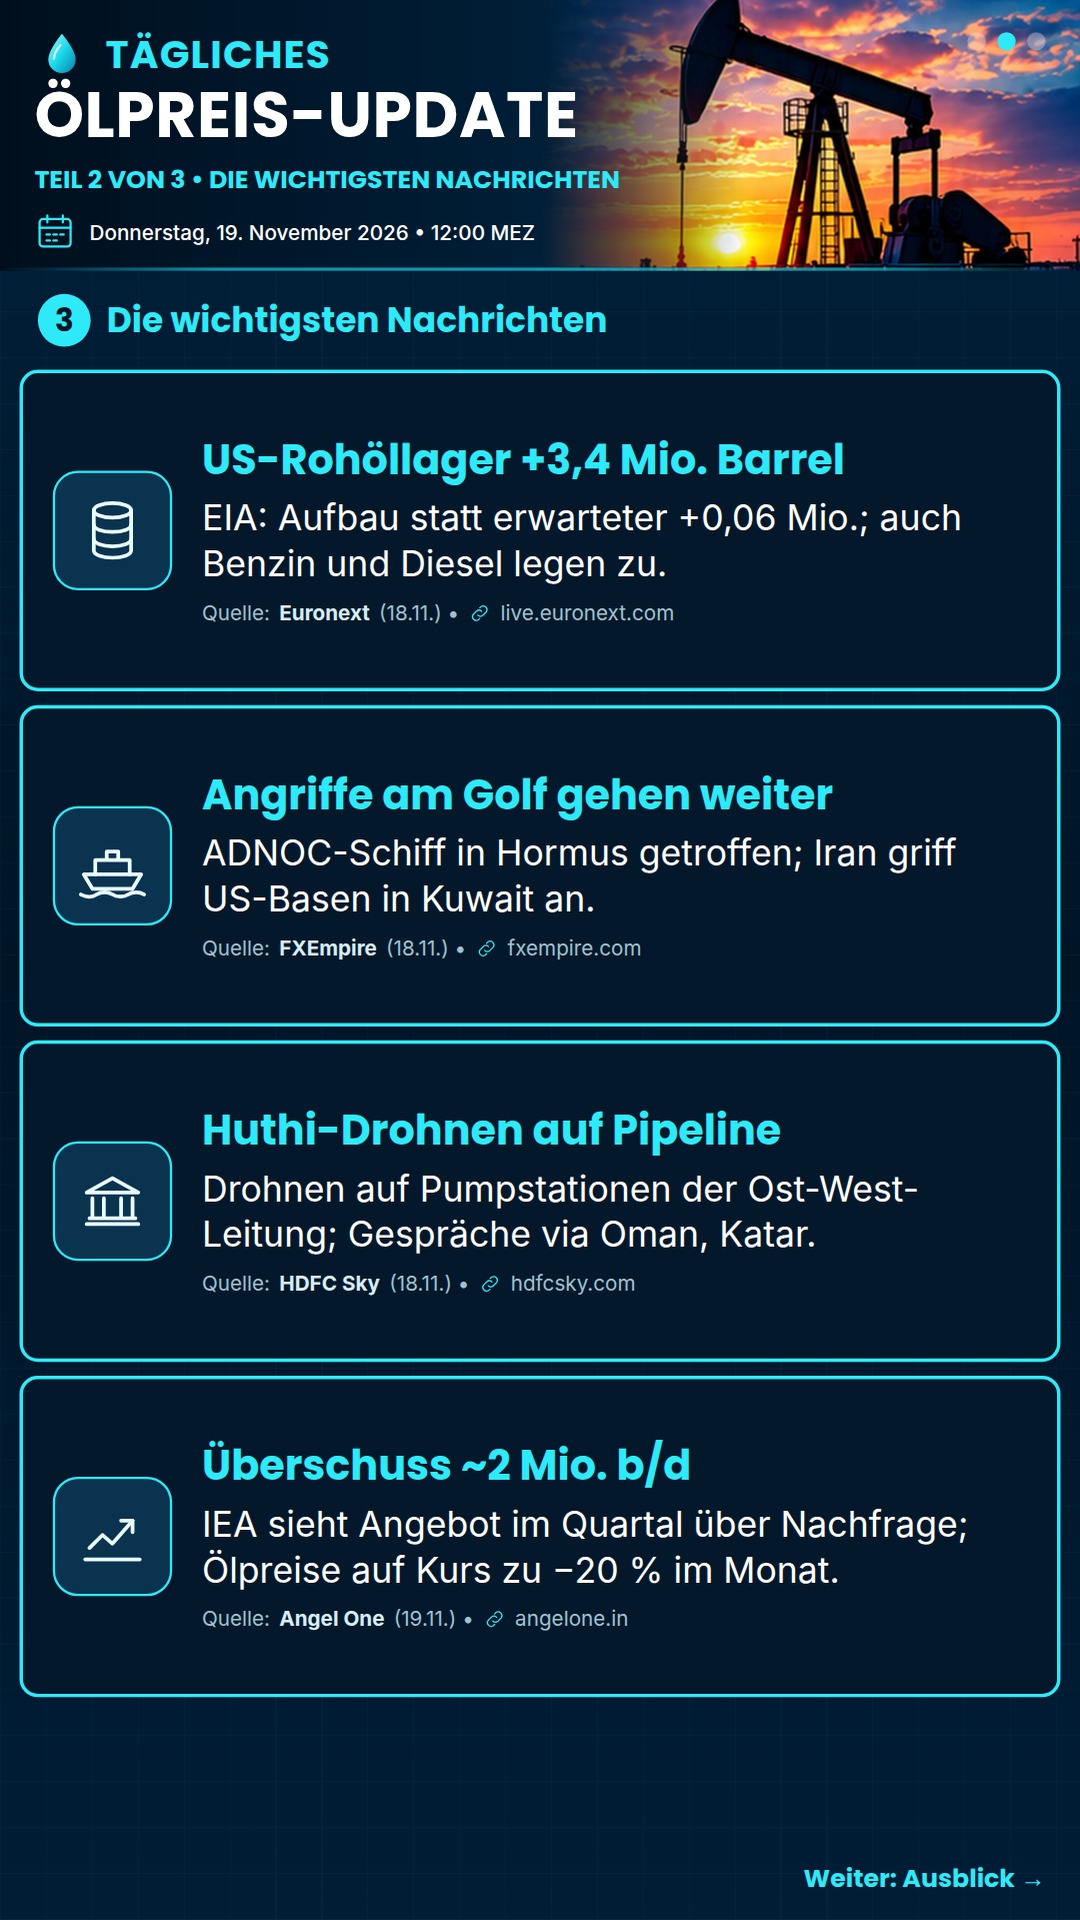 TÄGLICHES
ÖLPREIS-UPDATE
TEIL 2 VON 3 • DIE WICHTIGSTEN NACHRICHTEN
Donnerstag, 19. November 2026 • 12:00 MEZ
3 Die wichtigsten Nachrichten
US-Rohöllager +3,4 Mio. Barrel
EIA: Aufbau statt erwarteter +0,06 Mio.; auch
Benzin und Diesel legen zu.
Quelle: Euronext (18.11.) • live.euronext.com
Angriffe am Golf gehen weiter
ADNOC-Schiff in Hormus getroffen; Iran griff
US-Basen in Kuwait an.
Quelle: FXEmpire (18.11.) • fxempire.com
Huthi-Drohnen auf Pipeline
Drohnen auf Pumpstationen der Ost-West-
Leitung; Gespräche via Oman, Katar.
Quelle: HDFC Sky (18.11.) • hdfcsky.com
Überschuss ~2 Mio. b/d
IEA sieht Angebot im Quartal über Nachfrage;
Ölpreise auf Kurs zu −20 % im Monat.
Quelle: Angel One (19.11.) • angelone.in
Weiter: Ausblick →